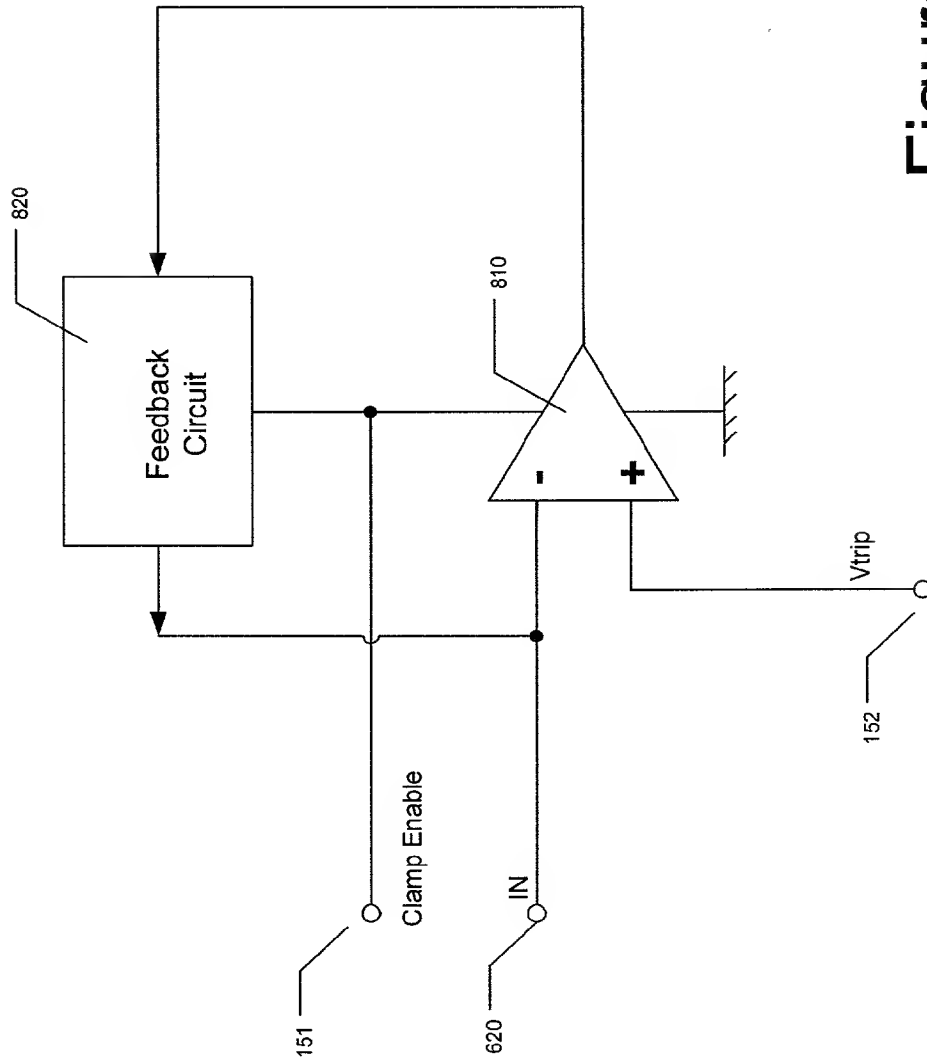 820
Feedback
Circuit
810
-
+
151
Clamp Enable
620
IN
Vtrip
152